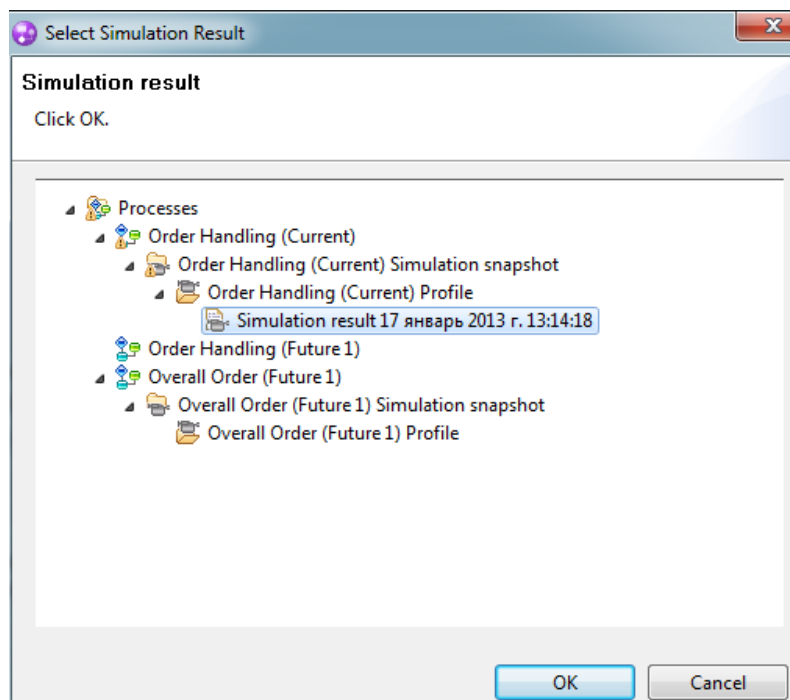 Select Simulation Result
Simulation result
Click OK.
Processes
Order Handling (Current)
Order Handling (Current) Simulation snapshot
Order Handling (Current) Profile
Simulation result 17 январь 2013 г. 13:14:18
Order Handling (Future 1)
Overall Order (Future 1)
Overall Order (Future 1) Simulation snapshot
Overall Order (Future 1) Profile
OK Cancel